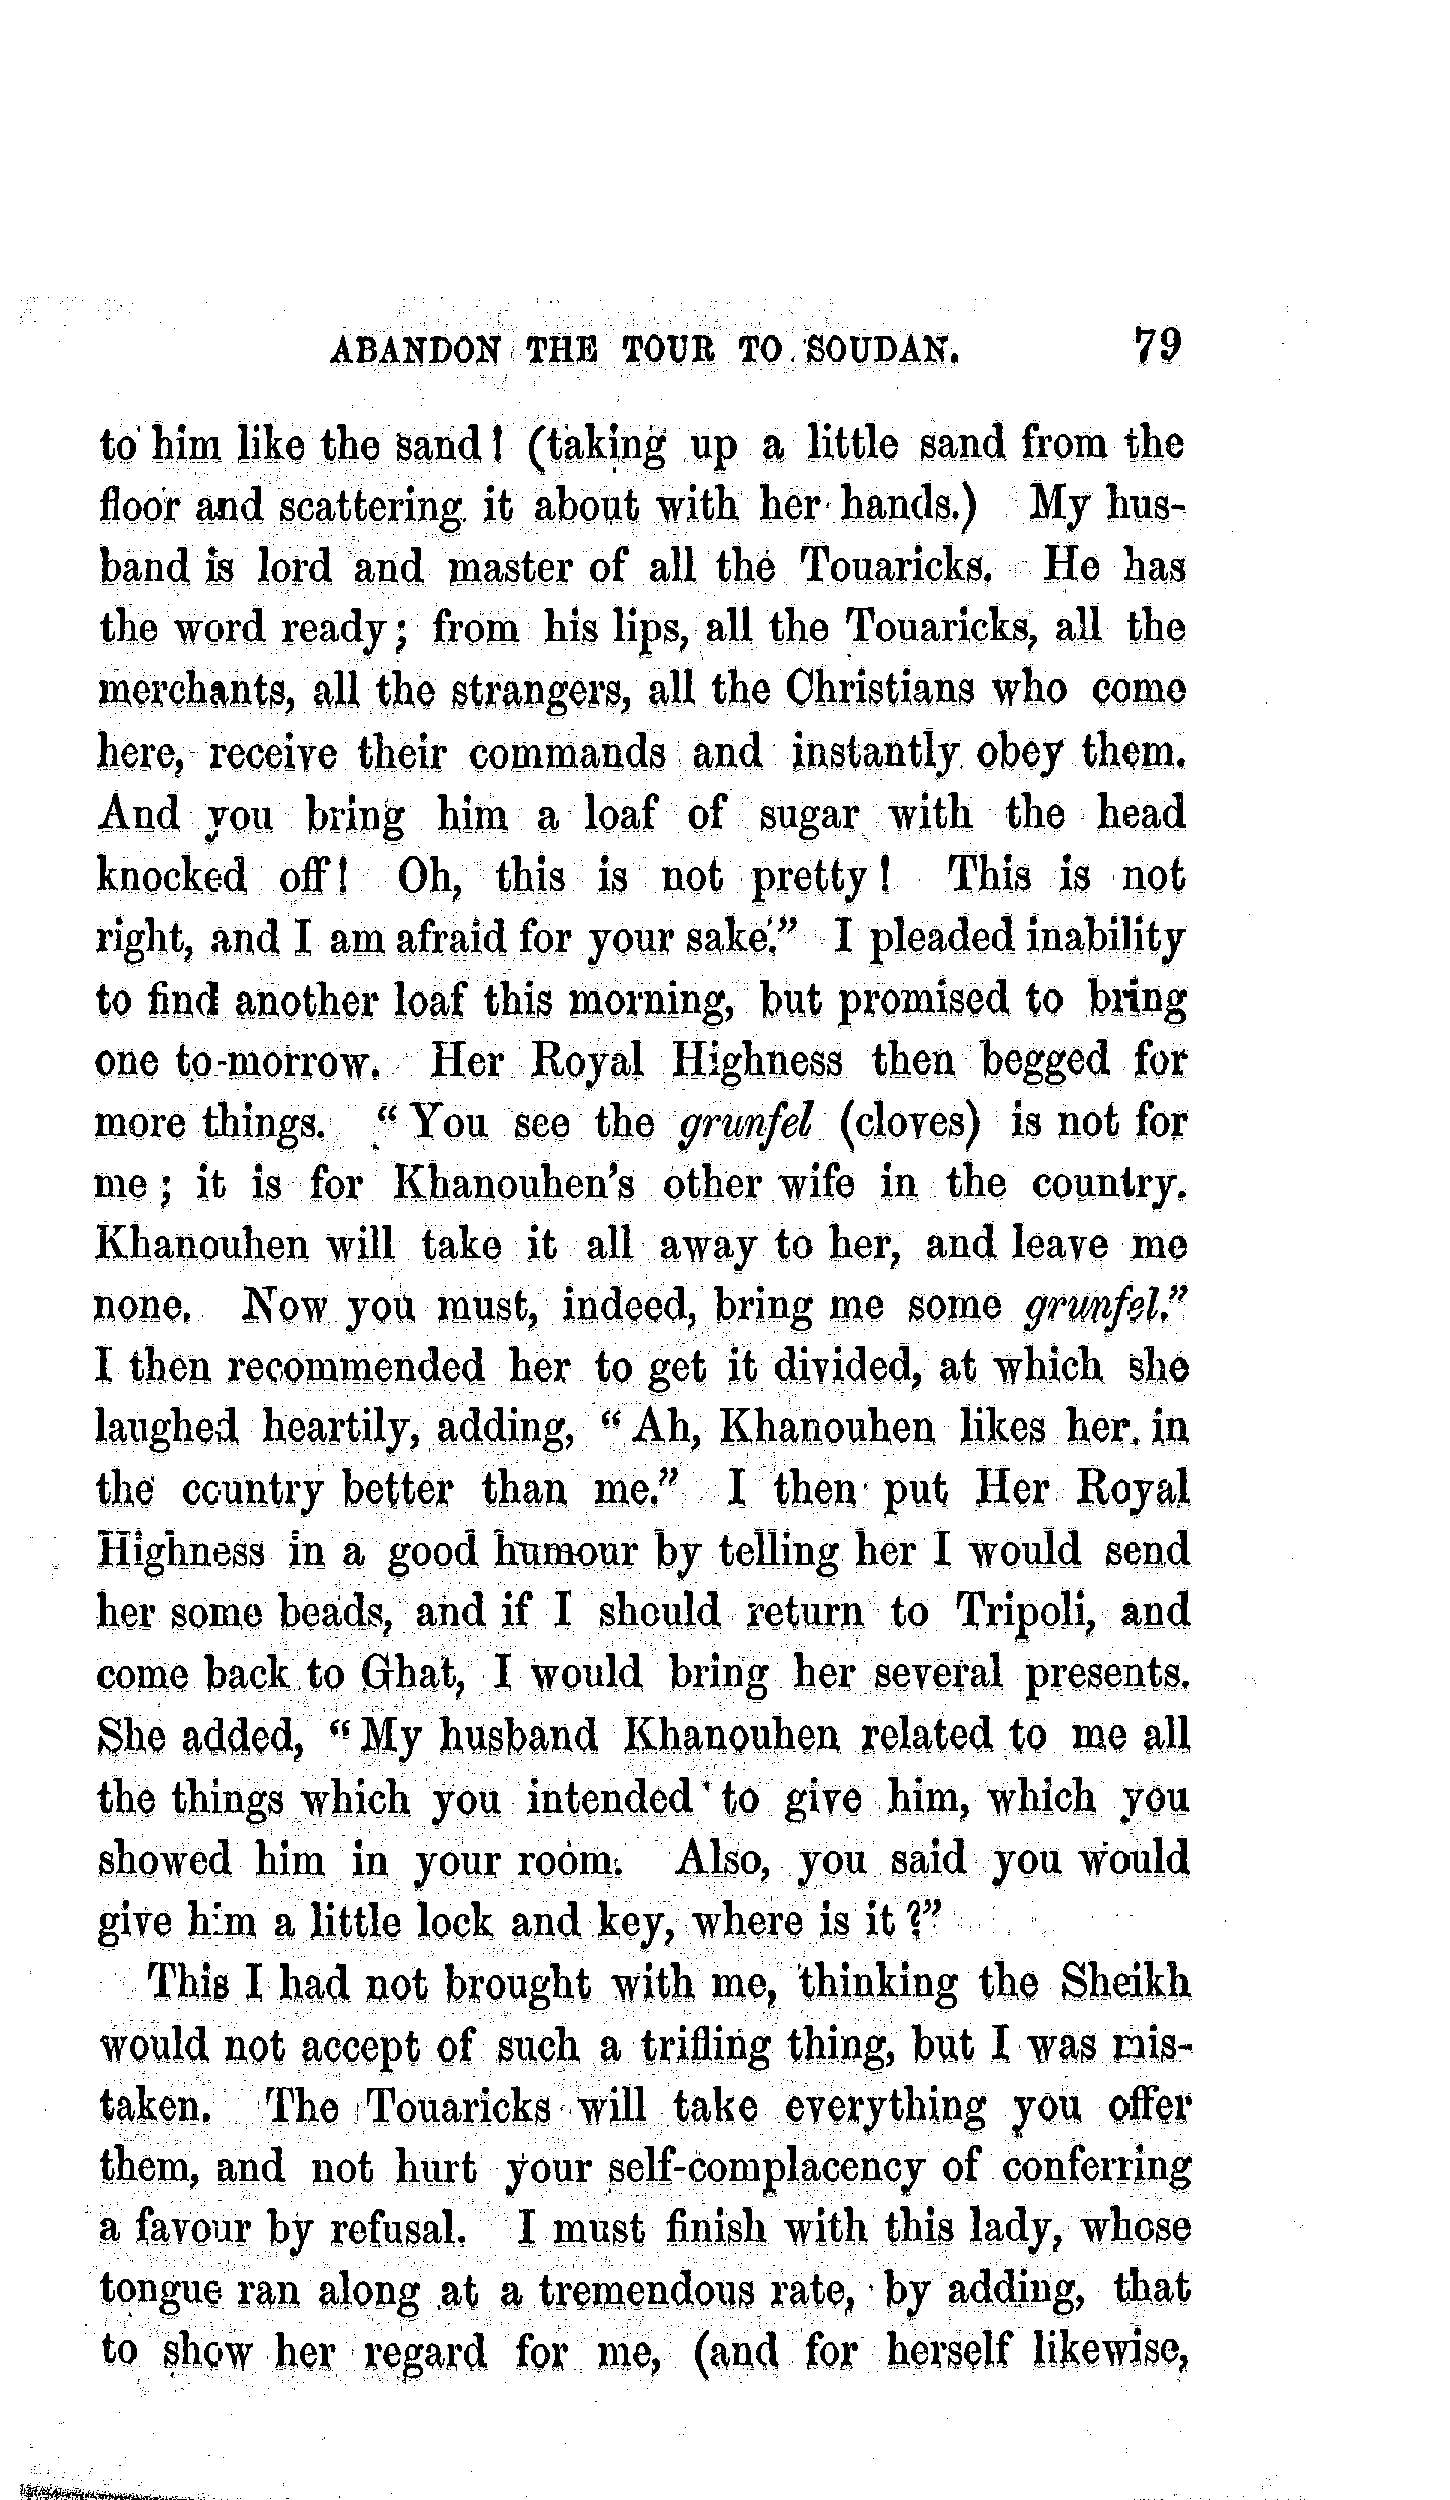 ABANDON THE TOUR TO SOUDAN. 79
to him like the sand! (taking up a little sand from the
floor and scattering it about with her hands.) My hus-
band is lord and master of all the Touaricks. He has
the word ready; from his lips, all the Touaricks, all the
merchants, all the strangers, all the Christians who come
here, receive their commands and instantly obey them.
And you bring him a loaf of sugar with the head
knocked off! Oh, this is not pretty! This is not
right, and I am afraid for your sake." I pleaded inability
to find another loaf this morning, but promised to bring
one to-morrow. Her Royal Highness then begged for
more things. "You see the grunfel (cloves) is not for
me; it is for Khanouhen's other wife in the country.
Khanouhen will take it all away to her, and leave me
none. Now you must, indeed, bring me some grunfel."
I then recommended her to get it divided, at which she
laughed heartily, adding, "Ah, Khanouhen likes her in
the country better than me." I then put Her Royal
Highness in a good humour by telling her I would send
her some beads, and if I should return to Tripoli, and
come back to Ghat, I would bring her several presents.
She added, "My husband Khanouhen related to me all
the things which you intended to give him, which you
showed him in your room. Also, you said you would
give him a little lock and key, where is it?"
This I had not brought with me, thinking the Sheikh
would not accept of such a trifling thing, but I was mis-
taken. The Touaricks will take everything you offer
them, and not hurt your self-complacency of conferring
a favour by refusal. I must finish with this lady, whose
tongue ran along at a tremendous rate, by adding, that
to show her regard for me, (and for herself likewise,